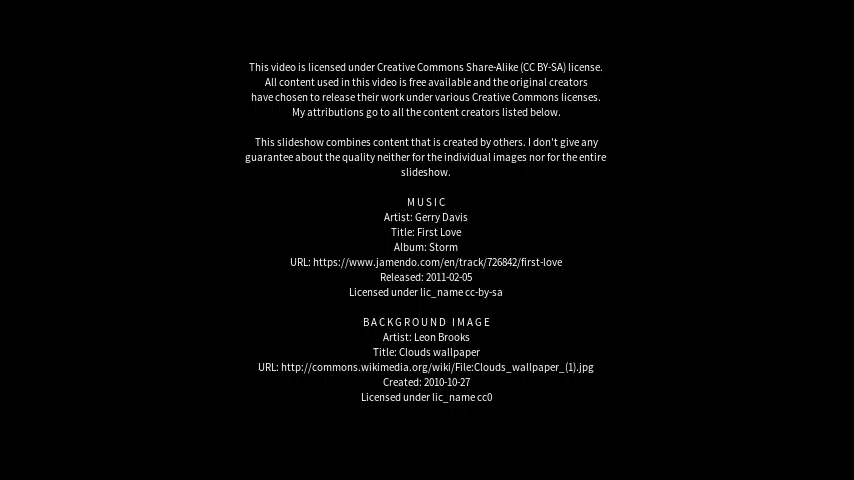 This video is licensed under Creative Commons Share-Alike (CC BY-SA) license.
All content used in this video is free available and the original creators
have chosen to release their work under various Creative Commons licenses.
My attributions go to all the content creators listed below.
This slideshow combines content that is created by others. I don't give any
guarantee about the quality neither for the individual images nor for the entire
slideshow.
MUSIC
Artist: Gerry Davis
Title: First Love
Album: Storm
URL: https://www.jamendo.com/en/track/726842/first-love
Released: 2011-02-05
Licensed under lic_name cc-by-sa
BACKGROUND IMAGE
Artist: Leon Brooks
Title: Clouds wallpaper
URL: http://commons.wikimedia.org/wiki/File:Clouds_wallpaper_(1).jpg
Created: 2010-10-27
Licensed under lic_name cc0